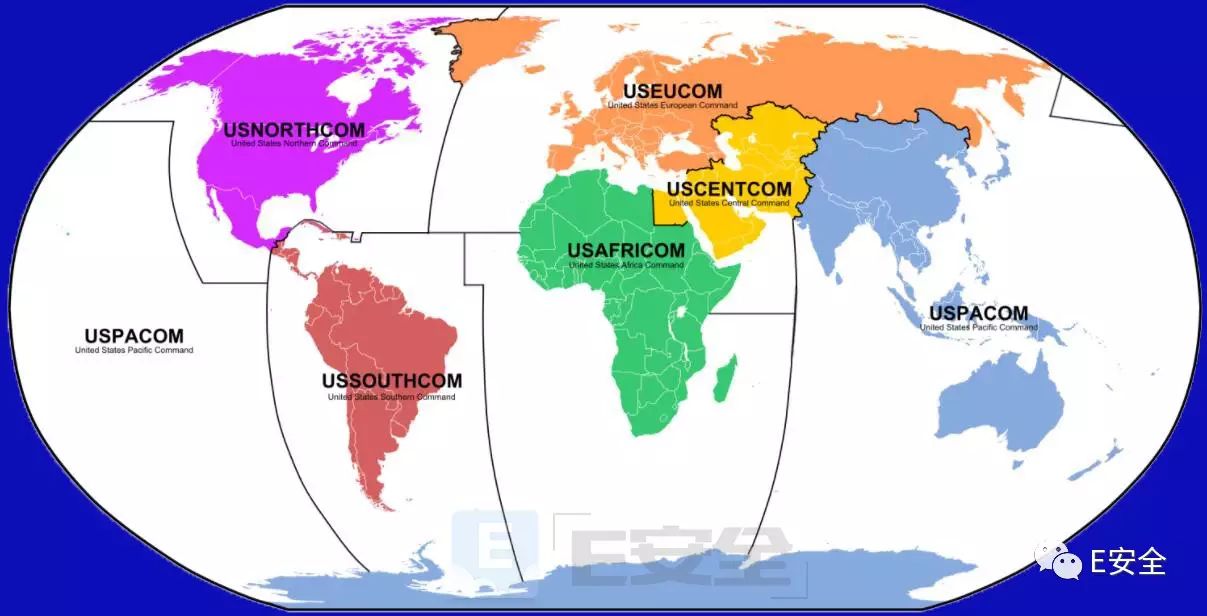 USEUCOM
United States European Command
USNORTHCOM
United States Northern Command
USCENTCOM
United States Central Command
USAFRICOM
United States Africa Command
USPACOM
United States Pacific Command
USPACOM
United States Pacific Command
USSOUTHCOM
United States Southern Command
E E安全
E安全